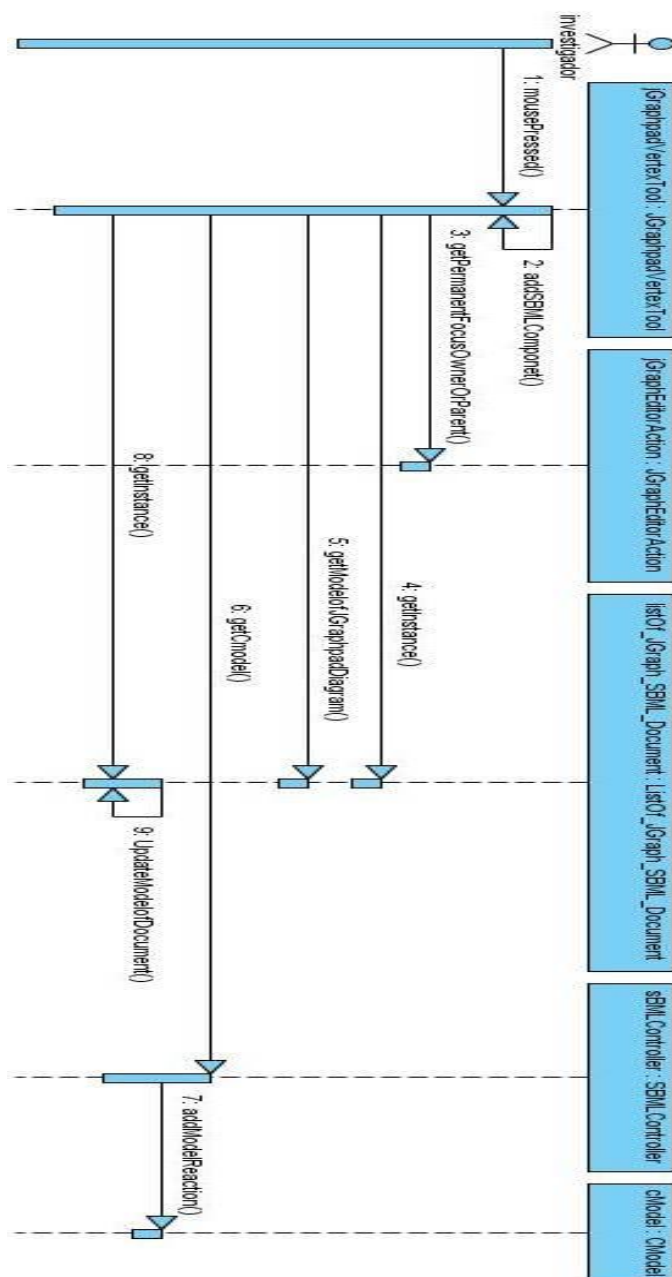 investigador
jGraphpadVertexTool : JGraphpadVertexTool
jGraphEditorAction : JGraphEditorAction
listOf_JGraph_SBML_Document : ListOf_JGraph_SBML_Document
sBMLController : SBMLController
cModel : CModel
1: mousePressed()
2: addSBMLComponet()
3: getPermanentFocusOwnerOrParent()
4: getInstance()
5: getModelofJGraphpadDiagram()
6: getCmodel()
7: addModelReaction()
8: getInstance()
9: UpdateModelofDocument()